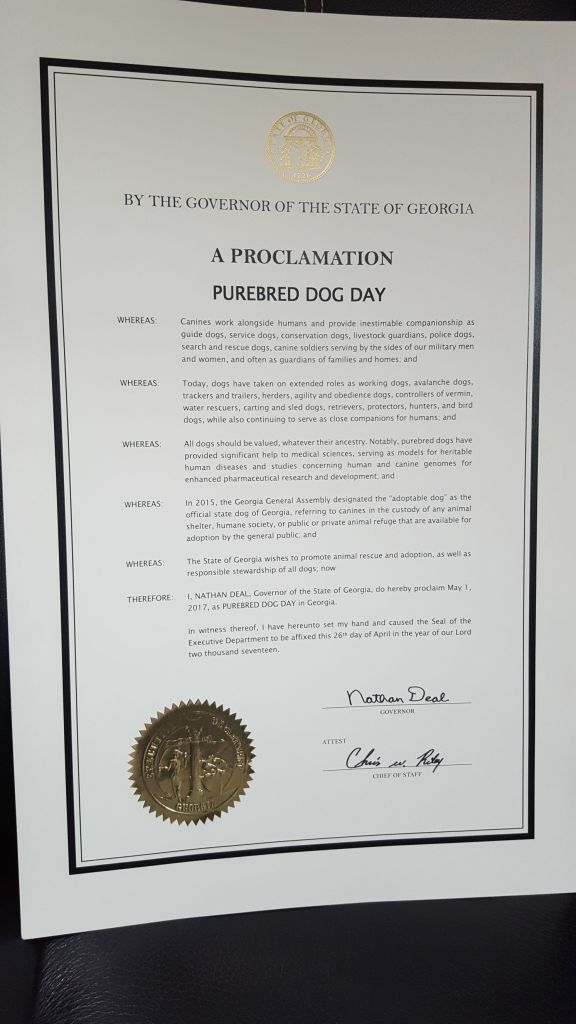 STATE OF GEORGIA
1776
BY THE GOVERNOR OF THE STATE OF GEORGIA
A PROCLAMATION
PUREBRED DOG DAY
WHEREAS: Canines work alongside humans and provide inestimable companionship as
guide dogs, service dogs, conservation dogs, livestock guardians, police dogs,
search and rescue dogs, canine soldiers serving by the sides of our military men
and women, and often as guardians of families and homes; and
WHEREAS: Today, dogs have taken on extended roles as working dogs, avalanche dogs,
trackers and trailers, herders, agility and obedience dogs, controllers of vermin,
water rescuers, carting and sled dogs, retrievers, protectors, hunters, and bird
dogs, while also continuing to serve as close companions for humans; and
WHEREAS: All dogs should be valued, whatever their ancestry. Notably, purebred dogs have
provided significant help to medical sciences, serving as models for heritable
human diseases and studies concerning human and canine genomes for
enhanced pharmaceutical research and development; and
WHEREAS: In 2015, the Georgia General Assembly designated the "adoptable dog" as the
official state dog of Georgia, referring to canines in the custody of any animal
shelter, humane society, or public or private animal refuge that are available for
adoption by the general public; and
WHEREAS: The State of Georgia wishes to promote animal rescue and adoption, as well as
responsible stewardship of all dogs; now
THEREFORE: I, NATHAN DEAL, Governor of the State of Georgia, do hereby proclaim May 1,
2017, as PUREBRED DOG DAY in Georgia.
In witness thereof, I have hereunto set my hand and caused the Seal of the
Executive Department to be affixed this 26th day of April in the year of our Lord
two thousand seventeen.
Nathan Deal
GOVERNOR
ATTEST
Chris W. Riley
CHIEF OF STAFF
EXECUTIVE DEPARTMENT
GEORGIA